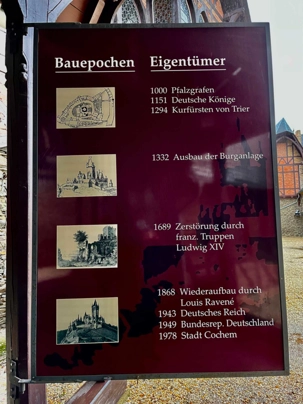 Bauepochen Eigentümer
1000 Pfalzgrafen
1151 Deutsche Könige
1294 Kurfürsten von Trier
1332 Ausbau der Burganlage
1689 Zerstörung durch
franz. Truppen
Ludwig XIV
1868 Wiederaufbau durch
Louis Ravené
1943 Deutsches Reich
1949 Bundesrep. Deutschland
1978 Stadt Cochem